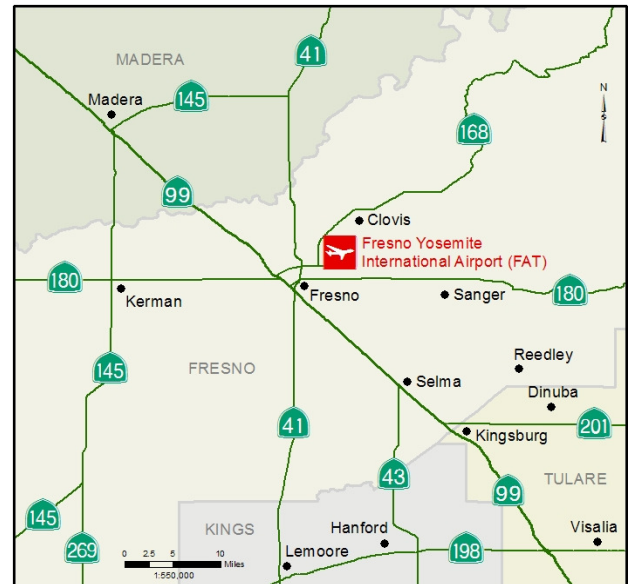 41
MADERA
145
Madera
N
S
168
99
Clovis
Fresno Yosemite
International Airport (FAT)
180
Kerman
Fresno
Sanger
180
145
FRESNO
Reedley
Selma
Dinuba
41
201
Kingsburg
43
99
TULARE
145
KINGS
Hanford
Visalia
269
0 2.5 5 10
Miles
1:550,000
Lemoore
198